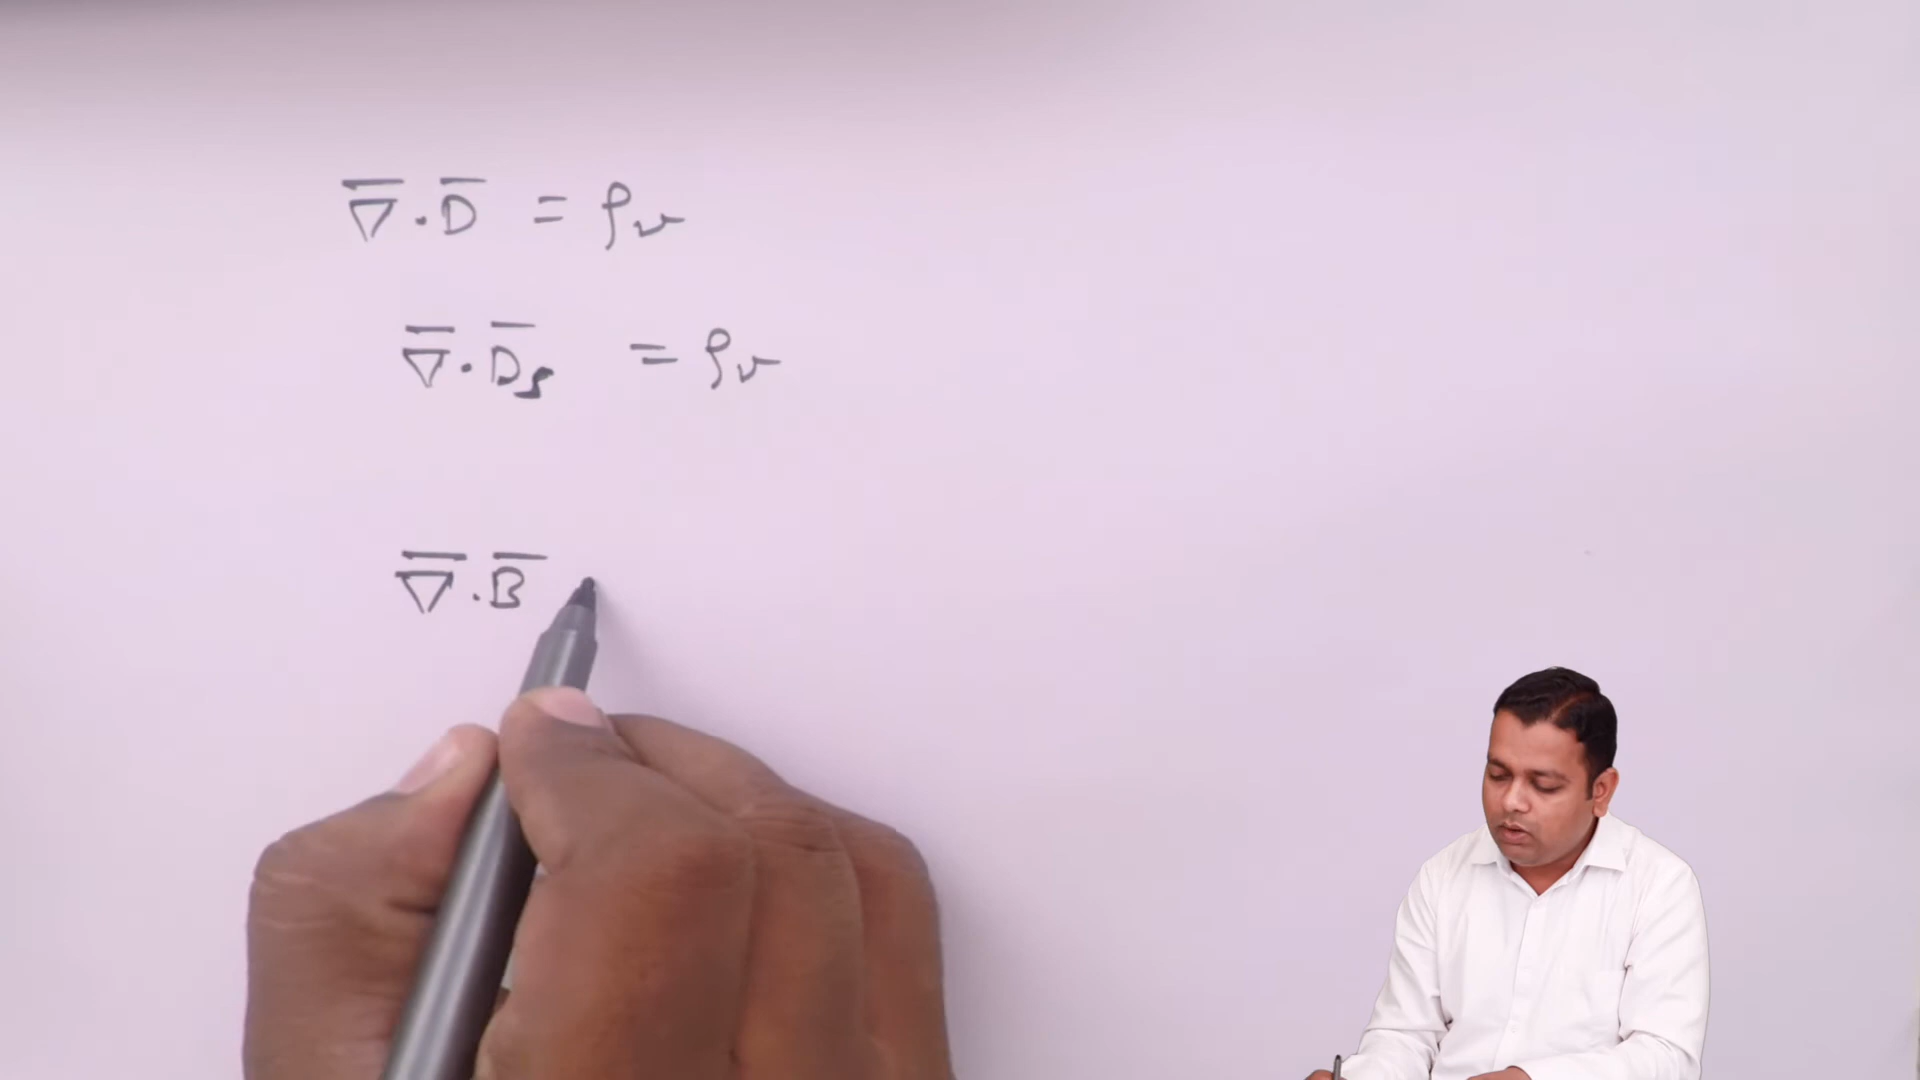 ∇̅ · D̅ = ρᵥ
∇̅ · D̅ₛ = ρᵥ
∇̅ · B̅